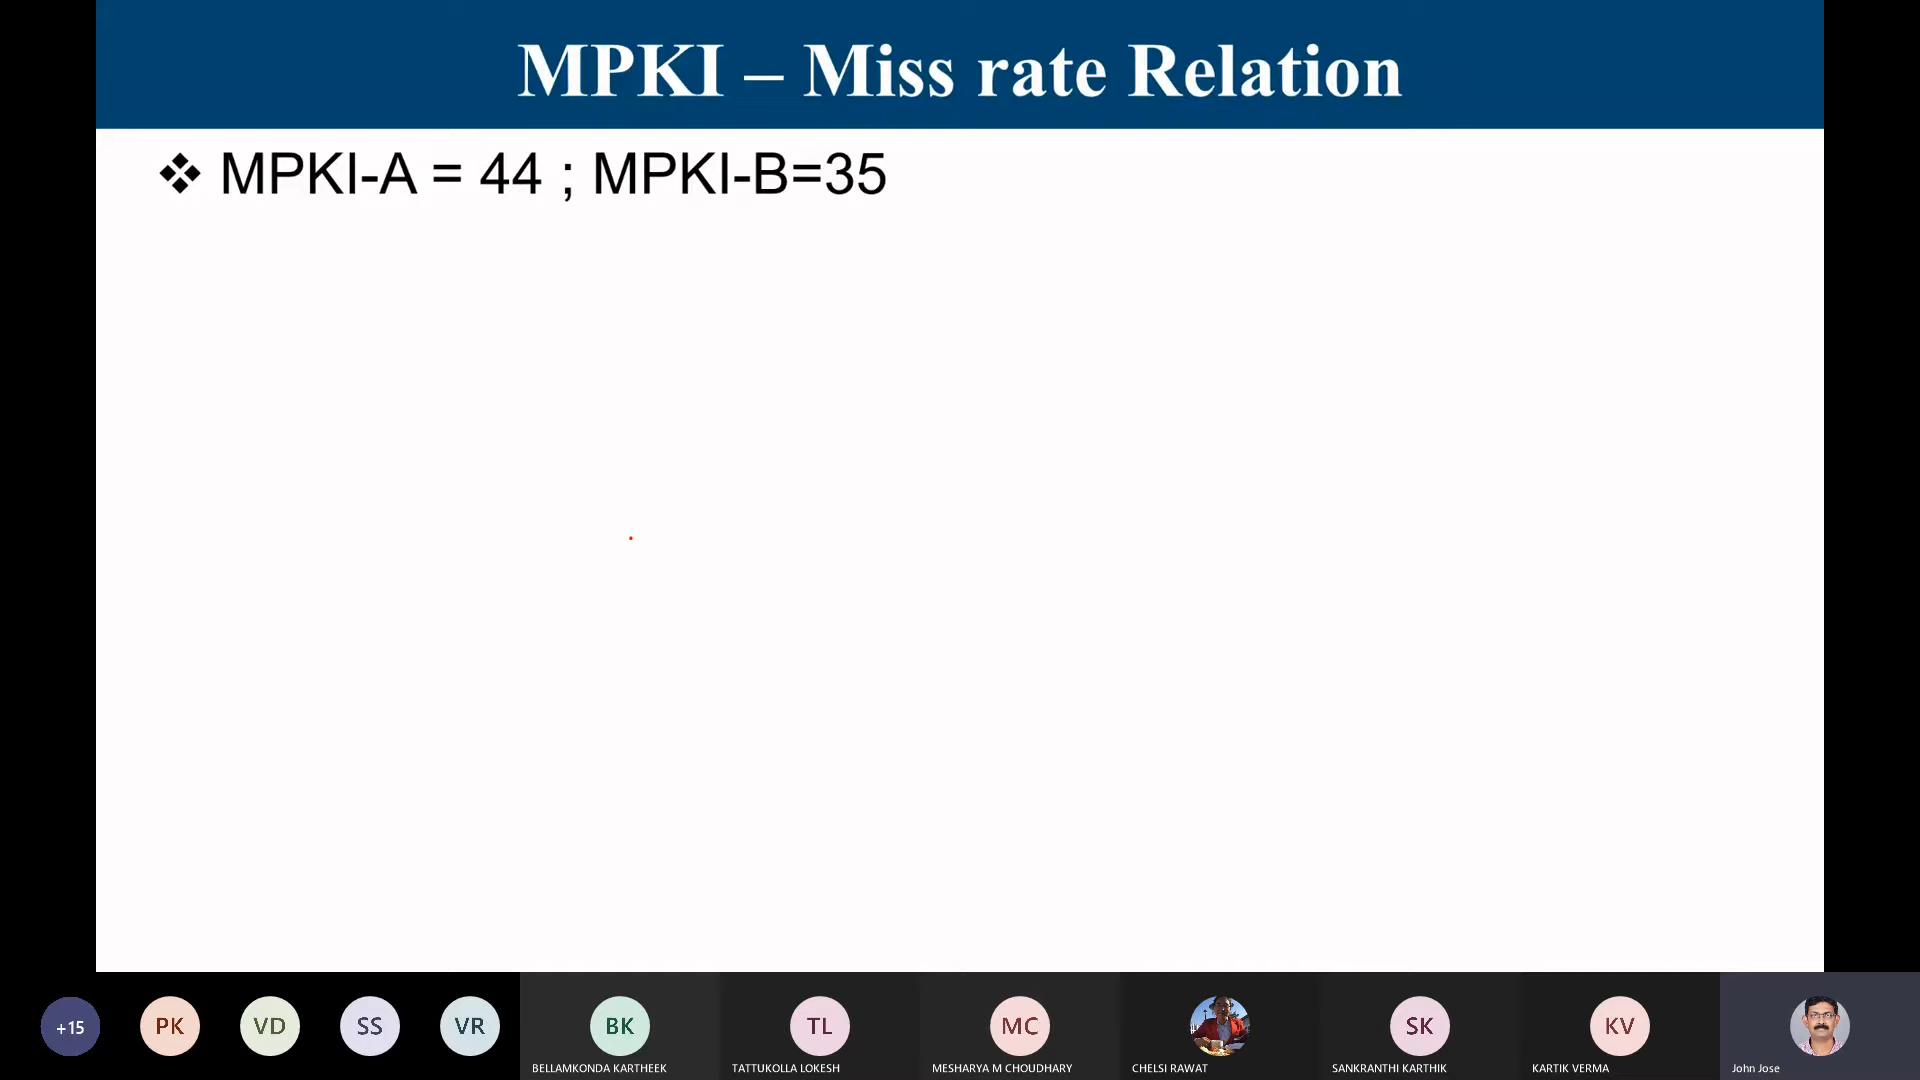 MPKI – Miss rate Relation
❖ MPKI-A = 44 ; MPKI-B=35
+15
PK
VD
SS
VR
BK
TL
MC
SK
KV
BELLAMKONDA KARTHEEK
TATTUKOLLA LOKESH
MESHARYA M CHOUDHARY
CHELSI RAWAT
SANKRANTHI KARTHIK
KARTIK VERMA
John Jose